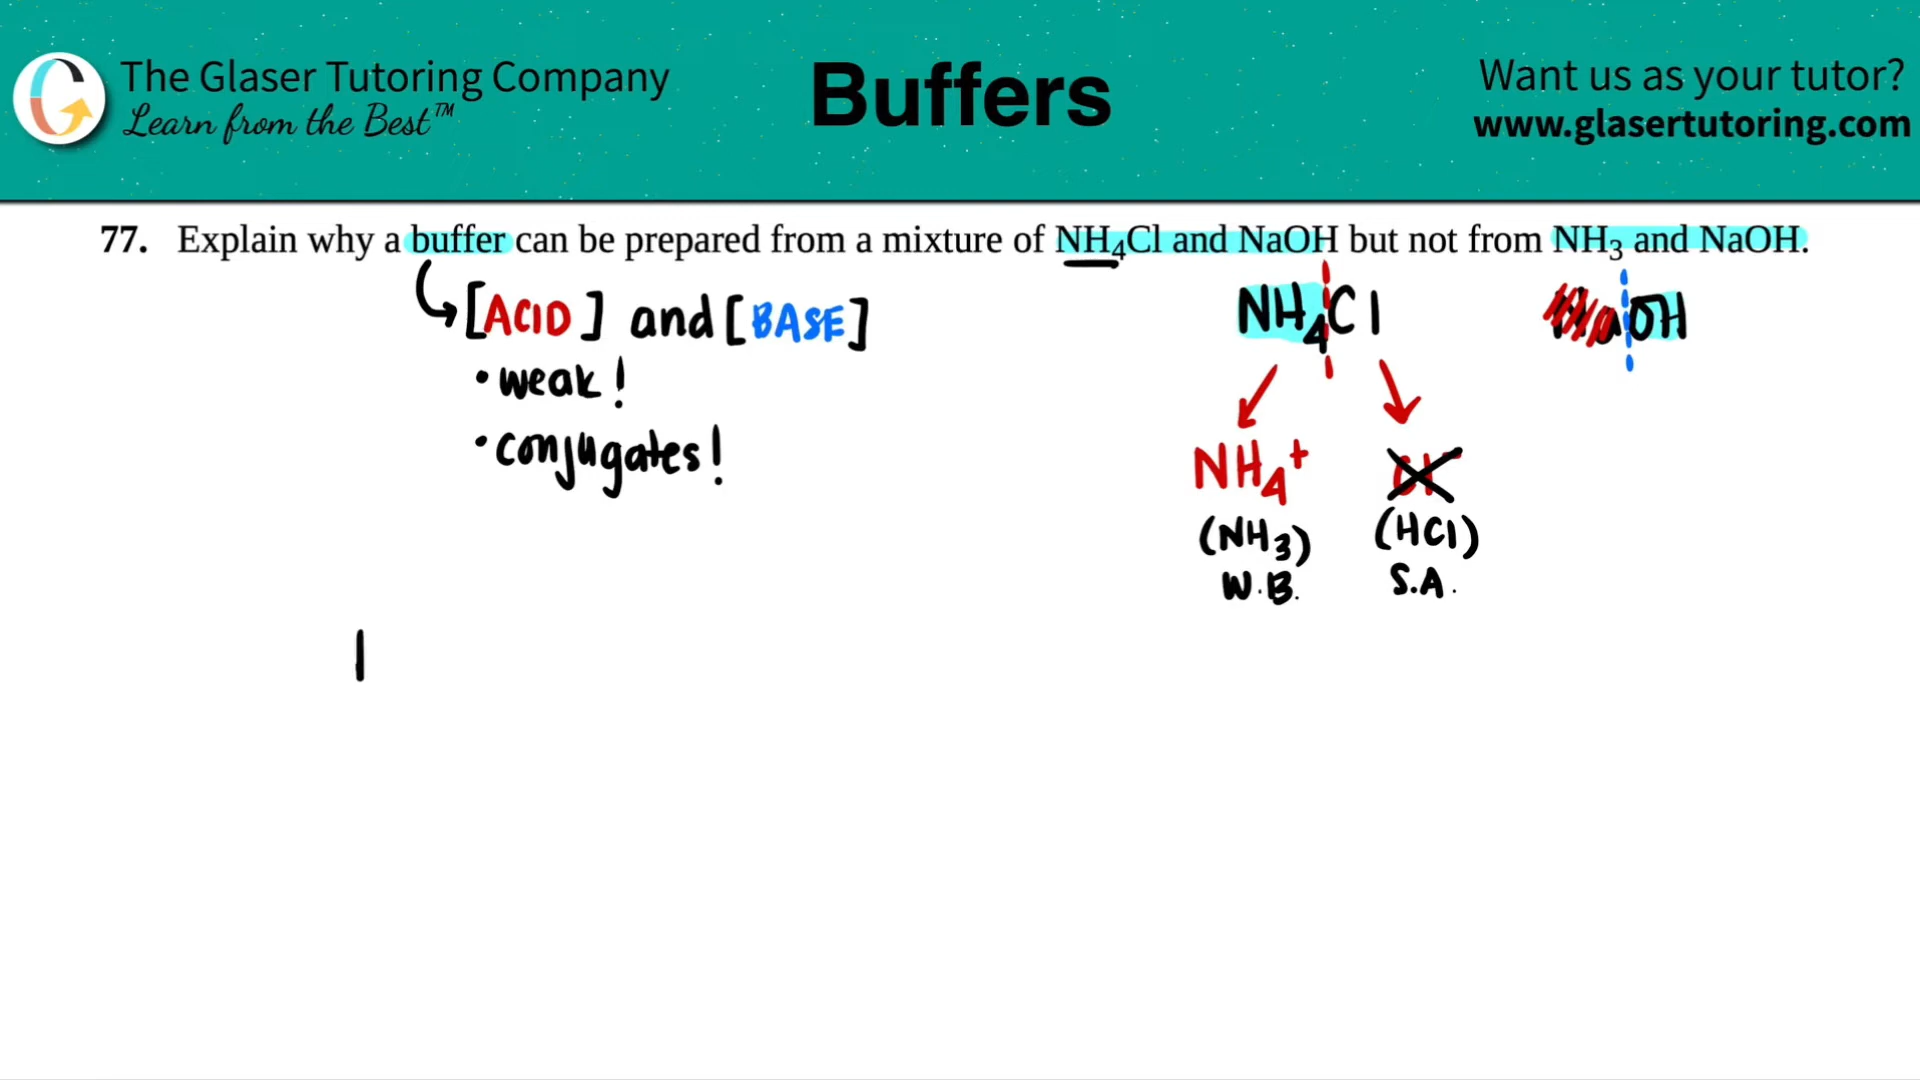 The Glaser Tutoring Company
Learn from the Best™
Buffers
Want us as your tutor?
www.glasertutoring.com
77. Explain why a buffer can be prepared from a mixture of NH₄Cl and NaOH but not from NH₃ and NaOH.
[ACID] and [BASE]
• weak!
• conjugates!
NH₄Cl
OH
NH₄⁺
Cl⁻
(NH₃)
(HCl)
W.B.
S.A.